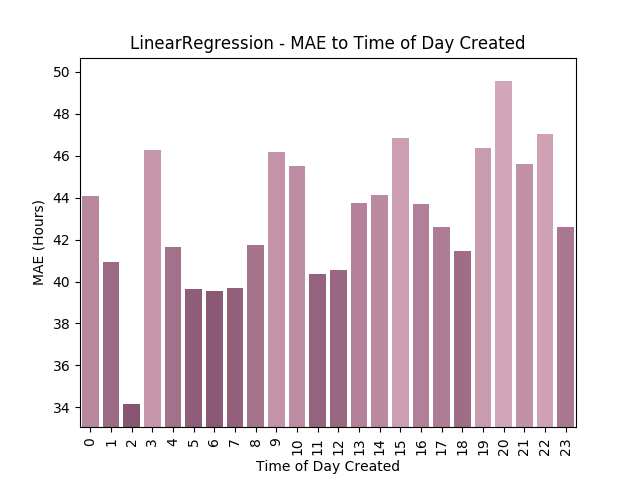 LinearRegression - MAE to Time of Day Created
MAE (Hours)
50
48
46
44
42
40
38
36
34
0 1 2 3 4 5 6 7 8 9 10 11 12 13 14 15 16 17 18 19 20 21 22 23
Time of Day Created